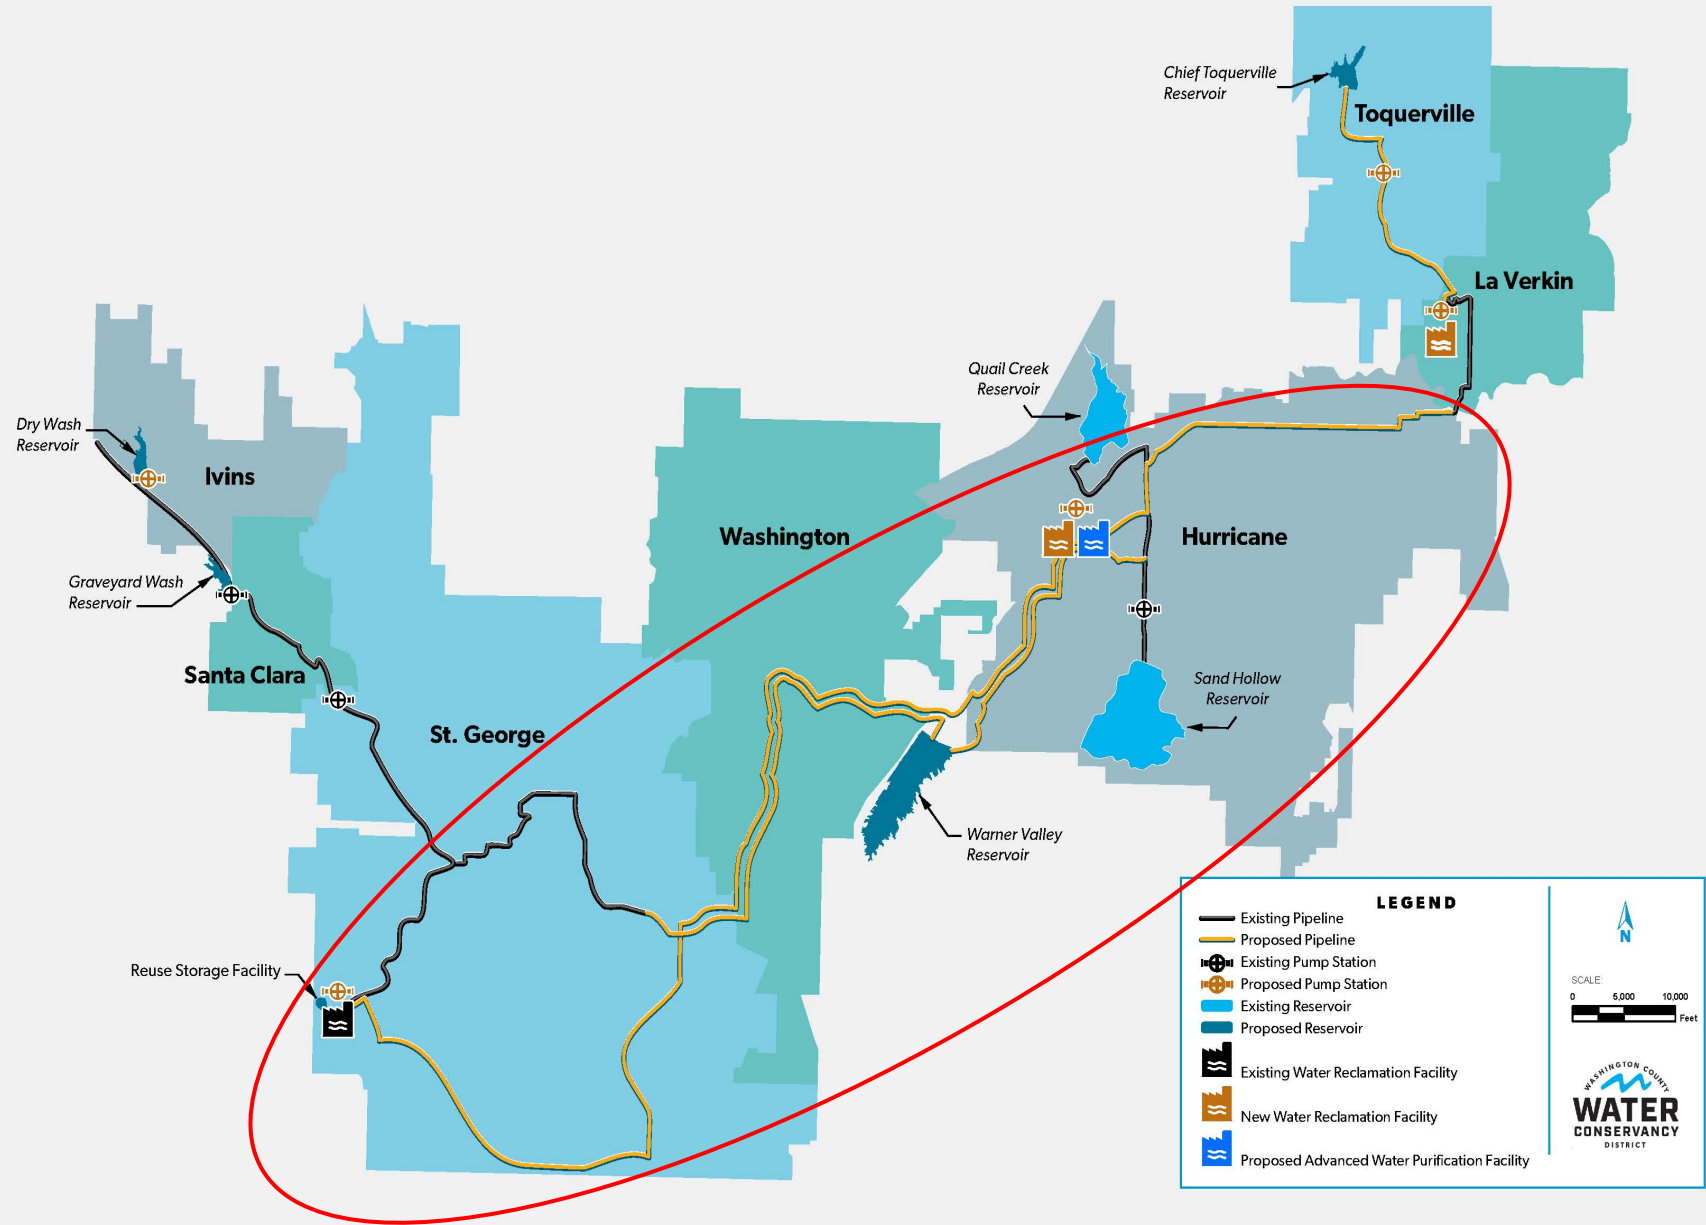 Chief Toquerville
Reservoir
Toquerville
La Verkin
Quail Creek
Reservoir
Dry Wash
Reservoir
Ivins
Washington
Hurricane
Graveyard Wash
Reservoir
Santa Clara
Sand Hollow
Reservoir
St. George
Warner Valley
Reservoir
Reuse Storage Facility
LEGEND
Existing Pipeline
Proposed Pipeline
Existing Pump Station
Proposed Pump Station
Existing Reservoir
Proposed Reservoir
Existing Water Reclamation Facility
New Water Reclamation Facility
Proposed Advanced Water Purification Facility
N
SCALE:
0 5,000 10,000
Feet
WASHINGTON COUNTY
WATER
CONSERVANCY
DISTRICT